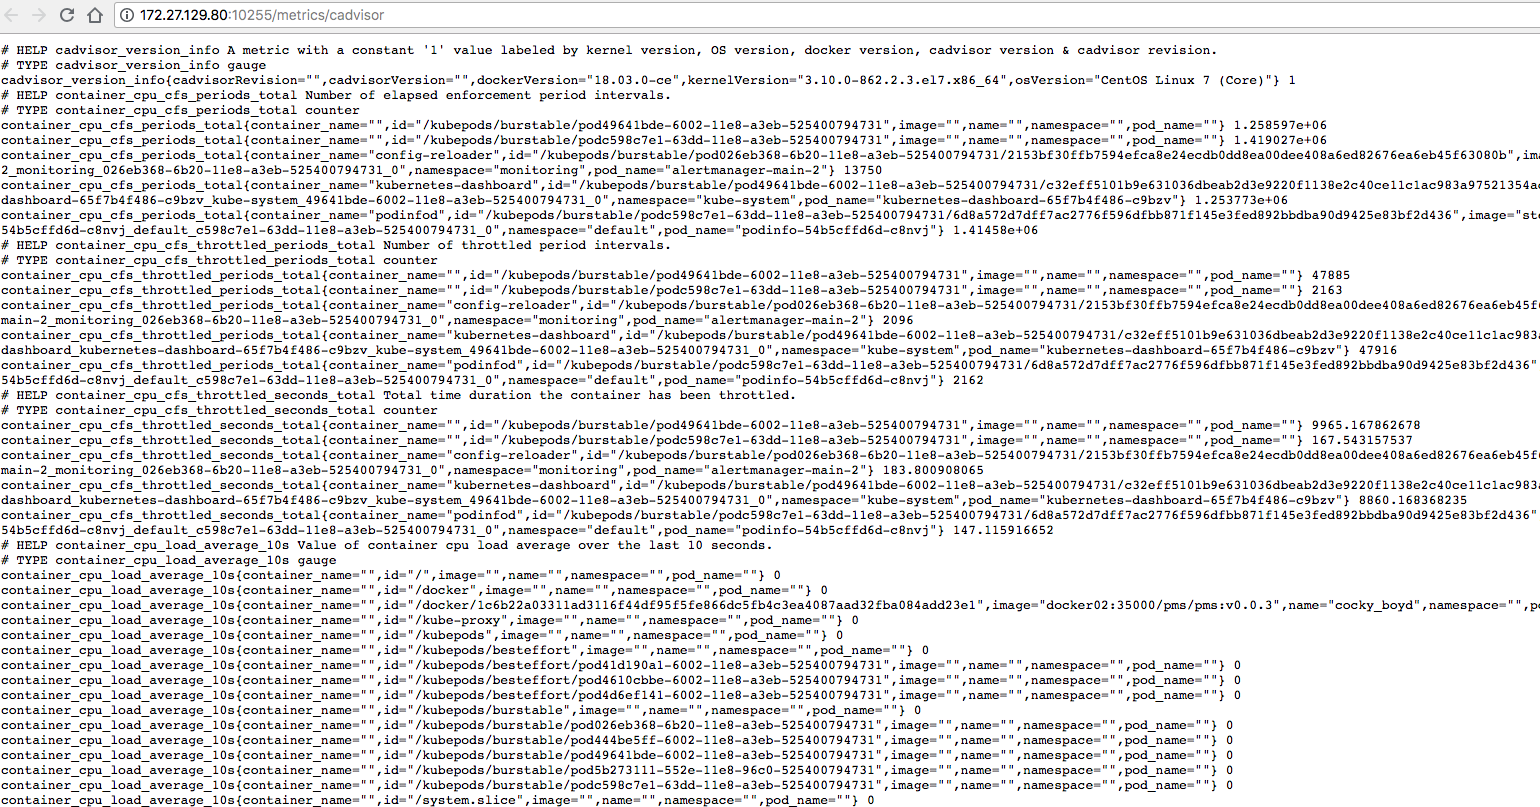 172.27.129.80:10255/metrics/cadvisor
# HELP cadvisor_version_info A metric with a constant '1' value labeled by kernel version, OS version, docker version, cadvisor version & cadvisor revision.
# TYPE cadvisor_version_info gauge
cadvisor_version_info{cadvisorRevision="",cadvisorVersion="",dockerVersion="18.03.0-ce",kernelVersion="3.10.0-862.2.3.el7.x86_64",osVersion="CentOS Linux 7 (Core)"} 1
# HELP container_cpu_cfs_periods_total Number of elapsed enforcement period intervals.
# TYPE container_cpu_cfs_periods_total counter
container_cpu_cfs_periods_total{container_name="",id="/kubepods/burstable/pod49641bde-6002-11e8-a3eb-525400794731",image="",name="",namespace="",pod_name=""} 1.258597e+06
container_cpu_cfs_periods_total{container_name="",id="/kubepods/burstable/podc598c7e1-63dd-11e8-a3eb-525400794731",image="",name="",namespace="",pod_name=""} 1.419027e+06
container_cpu_cfs_periods_total{container_name="config-reloader",id="/kubepods/burstable/pod026eb368-6b20-11e8-a3eb-525400794731/2153bf30ffb7594efca8e24ecdb0dd8ea00dee408a6ed82676ea6eb45f63080b",ima
2_monitoring_026eb368-6b20-11e8-a3eb-525400794731_0",namespace="monitoring",pod_name="alertmanager-main-2"} 13750
container_cpu_cfs_periods_total{container_name="kubernetes-dashboard",id="/kubepods/burstable/pod49641bde-6002-11e8-a3eb-525400794731/c32eff5101b9e631036dbeab2d3e9220f1138e2c40ce11c1ac983a97521354ac
dashboard-65f7b4f486-c9bzv_kube-system_49641bde-6002-11e8-a3eb-525400794731_0",namespace="kube-system",pod_name="kubernetes-dashboard-65f7b4f486-c9bzv"} 1.253773e+06
container_cpu_cfs_periods_total{container_name="podinfod",id="/kubepods/burstable/podc598c7e1-63dd-11e8-a3eb-525400794731/6d8a572d7dff7ac2776f596dfbb871f145e3fed892bbdba90d9425e83bf2d436",image="ste
54b5cffd6d-c8nvj_default_c598c7e1-63dd-11e8-a3eb-525400794731_0",namespace="default",pod_name="podinfo-54b5cffd6d-c8nvj"} 1.41458e+06
# HELP container_cpu_cfs_throttled_periods_total Number of throttled period intervals.
# TYPE container_cpu_cfs_throttled_periods_total counter
container_cpu_cfs_throttled_periods_total{container_name="",id="/kubepods/burstable/pod49641bde-6002-11e8-a3eb-525400794731",image="",name="",namespace="",pod_name=""} 47885
container_cpu_cfs_throttled_periods_total{container_name="",id="/kubepods/burstable/podc598c7e1-63dd-11e8-a3eb-525400794731",image="",name="",namespace="",pod_name=""} 2163
container_cpu_cfs_throttled_periods_total{container_name="config-reloader",id="/kubepods/burstable/pod026eb368-6b20-11e8-a3eb-525400794731/2153bf30ffb7594efca8e24ecdb0dd8ea00dee408a6ed82676ea6eb45f6
main-2_monitoring_026eb368-6b20-11e8-a3eb-525400794731_0",namespace="monitoring",pod_name="alertmanager-main-2"} 2096
container_cpu_cfs_throttled_periods_total{container_name="kubernetes-dashboard",id="/kubepods/burstable/pod49641bde-6002-11e8-a3eb-525400794731/c32eff5101b9e631036dbeab2d3e9220f1138e2c40ce11c1ac983a
dashboard_kubernetes-dashboard-65f7b4f486-c9bzv_kube-system_49641bde-6002-11e8-a3eb-525400794731_0",namespace="kube-system",pod_name="kubernetes-dashboard-65f7b4f486-c9bzv"} 47916
container_cpu_cfs_throttled_periods_total{container_name="podinfod",id="/kubepods/burstable/podc598c7e1-63dd-11e8-a3eb-525400794731/6d8a572d7dff7ac2776f596dfbb871f145e3fed892bbdba90d9425e83bf2d436"
54b5cffd6d-c8nvj_default_c598c7e1-63dd-11e8-a3eb-525400794731_0",namespace="default",pod_name="podinfo-54b5cffd6d-c8nvj"} 2162
# HELP container_cpu_cfs_throttled_seconds_total Total time duration the container has been throttled.
# TYPE container_cpu_cfs_throttled_seconds_total counter
container_cpu_cfs_throttled_seconds_total{container_name="",id="/kubepods/burstable/pod49641bde-6002-11e8-a3eb-525400794731",image="",name="",namespace="",pod_name=""} 9965.167862678
container_cpu_cfs_throttled_seconds_total{container_name="",id="/kubepods/burstable/podc598c7e1-63dd-11e8-a3eb-525400794731",image="",name="",namespace="",pod_name=""} 167.543157537
container_cpu_cfs_throttled_seconds_total{container_name="config-reloader",id="/kubepods/burstable/pod026eb368-6b20-11e8-a3eb-525400794731/2153bf30ffb7594efca8e24ecdb0dd8ea00dee408a6ed82676ea6eb45f6
main-2_monitoring_026eb368-6b20-11e8-a3eb-525400794731_0",namespace="monitoring",pod_name="alertmanager-main-2"} 183.800908065
container_cpu_cfs_throttled_seconds_total{container_name="kubernetes-dashboard",id="/kubepods/burstable/pod49641bde-6002-11e8-a3eb-525400794731/c32eff5101b9e631036dbeab2d3e9220f1138e2c40ce11c1ac983a
dashboard_kubernetes-dashboard-65f7b4f486-c9bzv_kube-system_49641bde-6002-11e8-a3eb-525400794731_0",namespace="kube-system",pod_name="kubernetes-dashboard-65f7b4f486-c9bzv"} 8860.168368235
container_cpu_cfs_throttled_seconds_total{container_name="podinfod",id="/kubepods/burstable/podc598c7e1-63dd-11e8-a3eb-525400794731/6d8a572d7dff7ac2776f596dfbb871f145e3fed892bbdba90d9425e83bf2d436"
54b5cffd6d-c8nvj_default_c598c7e1-63dd-11e8-a3eb-525400794731_0",namespace="default",pod_name="podinfo-54b5cffd6d-c8nvj"} 147.115916652
# HELP container_cpu_load_average_10s Value of container cpu load average over the last 10 seconds.
# TYPE container_cpu_load_average_10s gauge
container_cpu_load_average_10s{container_name="",id="/",image="",name="",namespace="",pod_name=""} 0
container_cpu_load_average_10s{container_name="",id="/docker",image="",name="",namespace="",pod_name=""} 0
container_cpu_load_average_10s{container_name="",id="/docker/1c6b22a03311ad3116f44df95f5fe866dc5fb4c3ea4087aad32fba084add23e1",image="docker02:35000/pms/pms:v0.0.3",name="cocky_boyd",namespace="",po
container_cpu_load_average_10s{container_name="",id="/kube-proxy",image="",name="",namespace="",pod_name=""} 0
container_cpu_load_average_10s{container_name="",id="/kubepods",image="",name="",namespace="",pod_name=""} 0
container_cpu_load_average_10s{container_name="",id="/kubepods/besteffort",image="",name="",namespace="",pod_name=""} 0
container_cpu_load_average_10s{container_name="",id="/kubepods/besteffort/pod41d190a1-6002-11e8-a3eb-525400794731",image="",name="",namespace="",pod_name=""} 0
container_cpu_load_average_10s{container_name="",id="/kubepods/besteffort/pod4610cbbe-6002-11e8-a3eb-525400794731",image="",name="",namespace="",pod_name=""} 0
container_cpu_load_average_10s{container_name="",id="/kubepods/besteffort/pod4d6ef141-6002-11e8-a3eb-525400794731",image="",name="",namespace="",pod_name=""} 0
container_cpu_load_average_10s{container_name="",id="/kubepods/burstable",image="",name="",namespace="",pod_name=""} 0
container_cpu_load_average_10s{container_name="",id="/kubepods/burstable/pod026eb368-6b20-11e8-a3eb-525400794731",image="",name="",namespace="",pod_name=""} 0
container_cpu_load_average_10s{container_name="",id="/kubepods/burstable/pod444be5ff-6002-11e8-a3eb-525400794731",image="",name="",namespace="",pod_name=""} 0
container_cpu_load_average_10s{container_name="",id="/kubepods/burstable/pod49641bde-6002-11e8-a3eb-525400794731",image="",name="",namespace="",pod_name=""} 0
container_cpu_load_average_10s{container_name="",id="/kubepods/burstable/pod5b273111-552e-11e8-96c0-525400794731",image="",name="",namespace="",pod_name=""} 0
container_cpu_load_average_10s{container_name="",id="/kubepods/burstable/podc598c7e1-63dd-11e8-a3eb-525400794731",image="",name="",namespace="",pod_name=""} 0
container_cpu_load_average_10s{container_name="",id="/system.slice",image="",name="",namespace="",pod_name=""} 0